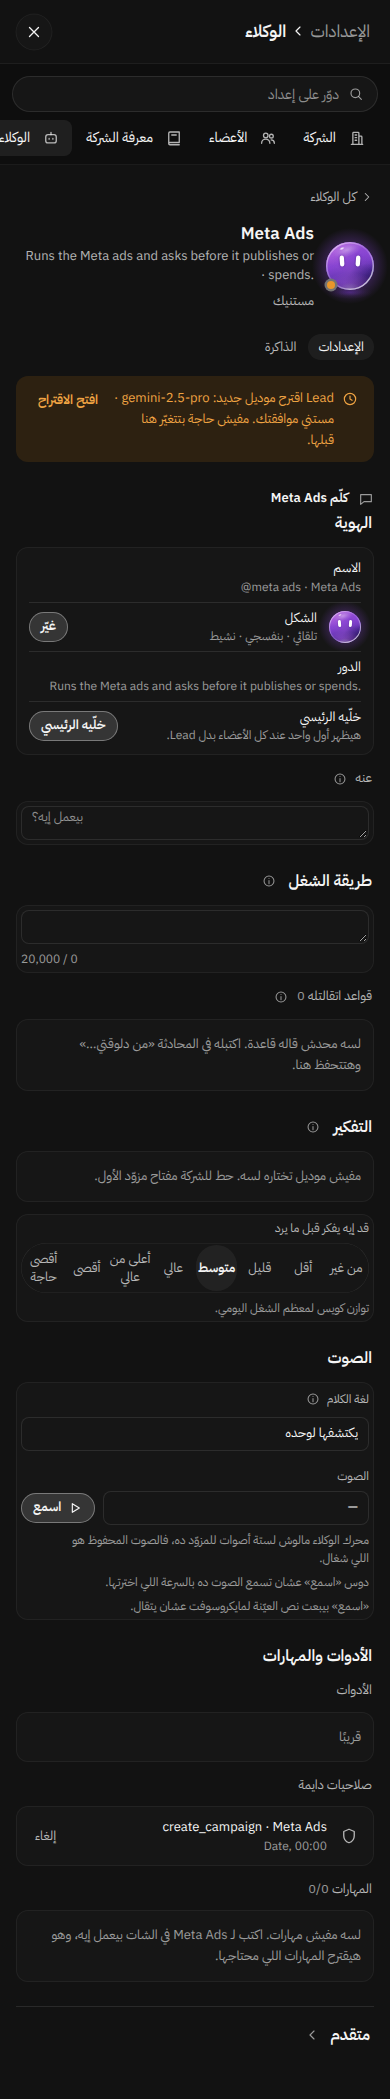 الإعدادات › الوكلاء
دوّر على إعداد
الشركة
الأعضاء
معرفة الشركة
الوكلاء
كل الوكلاء
Meta Ads
Runs the Meta ads and asks before it publishes or
spends. ·
مستنيك
الإعدادات
الذاكرة
Lead اقترح موديل جديد: gemini-2.5-pro ·
مستني موافقتك. مفيش حاجة بتتغيّر هنا
قبلها.
افتح الاقتراح
كلّم Meta Ads
الهوية
الاسم
@meta ads · Meta Ads
الشكل
تلقائي · بنفسجي · نشيط
غيّر
الدور
Runs the Meta ads and asks before it publishes or spends.
خلّيه الرئيسي
هيظهر أول واحد عند كل الأعضاء بدل Lead.
خلّيه الرئيسي
عنه
بيعمل إيه؟
طريقة الشغل
20,000 / 0
قواعد اتقالتله 0
لسه محدش قاله قاعدة. اكتبله في المحادثة «من دلوقتي…»
وهتتحفظ هنا.
التفكير
مفيش موديل تختاره لسه. حط للشركة مفتاح مزوّد الأول.
قد إيه يفكر قبل ما يرد
من غير
أقل
قليل
متوسط
عالي
أعلى من
عالي
أقصى
أقصى
حاجة
توازن كويس لمعظم الشغل اليومي.
الصوت
لغة الكلام
يكتشفها لوحده
الصوت
—
اسمع
محرك الوكلاء مالوش لستة أصوات للمزوّد ده، فالصوت المحفوظ هو
اللي شغال.
دوس «اسمع» عشان تسمع الصوت ده بالسرعة اللي اخترتها.
«اسمع» بيبعت نص العيّنة لمايكروسوفت عشان يتقال.
الأدوات والمهارات
الأدوات
قريبًا
صلاحيات دايمة
create_campaign · Meta Ads
Date, 00:00
إلغاء
المهارات 0/0
لسه مفيش مهارات. اكتب لـ Meta Ads في الشات بيعمل إيه، وهو
هيقترح المهارات اللي محتاجها.
متقدم